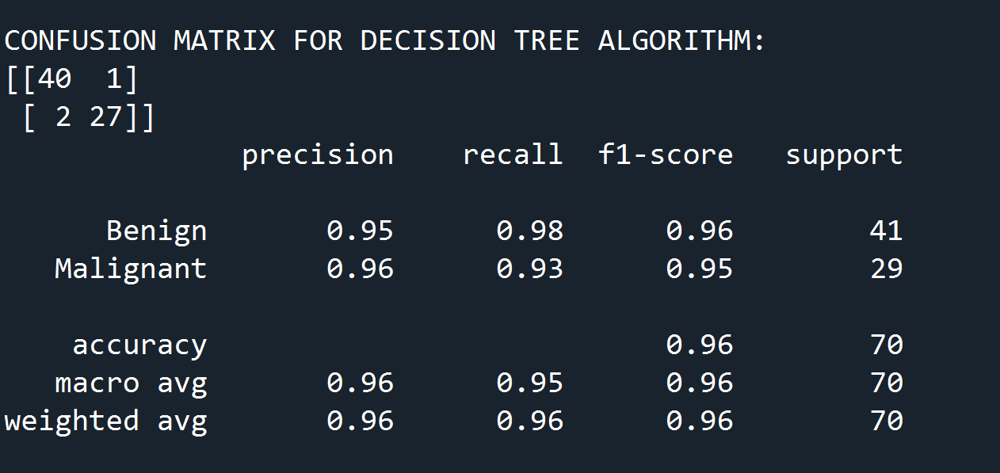 CONFUSION MATRIX FOR DECISION TREE ALGORITHM:
[[40  1]
 [ 2 27]]
              precision    recall  f1-score   support

      Benign       0.95      0.98      0.96        41
   Malignant       0.96      0.93      0.95        29

    accuracy                           0.96        70
   macro avg       0.96      0.95      0.96        70
weighted avg       0.96      0.96      0.96        70